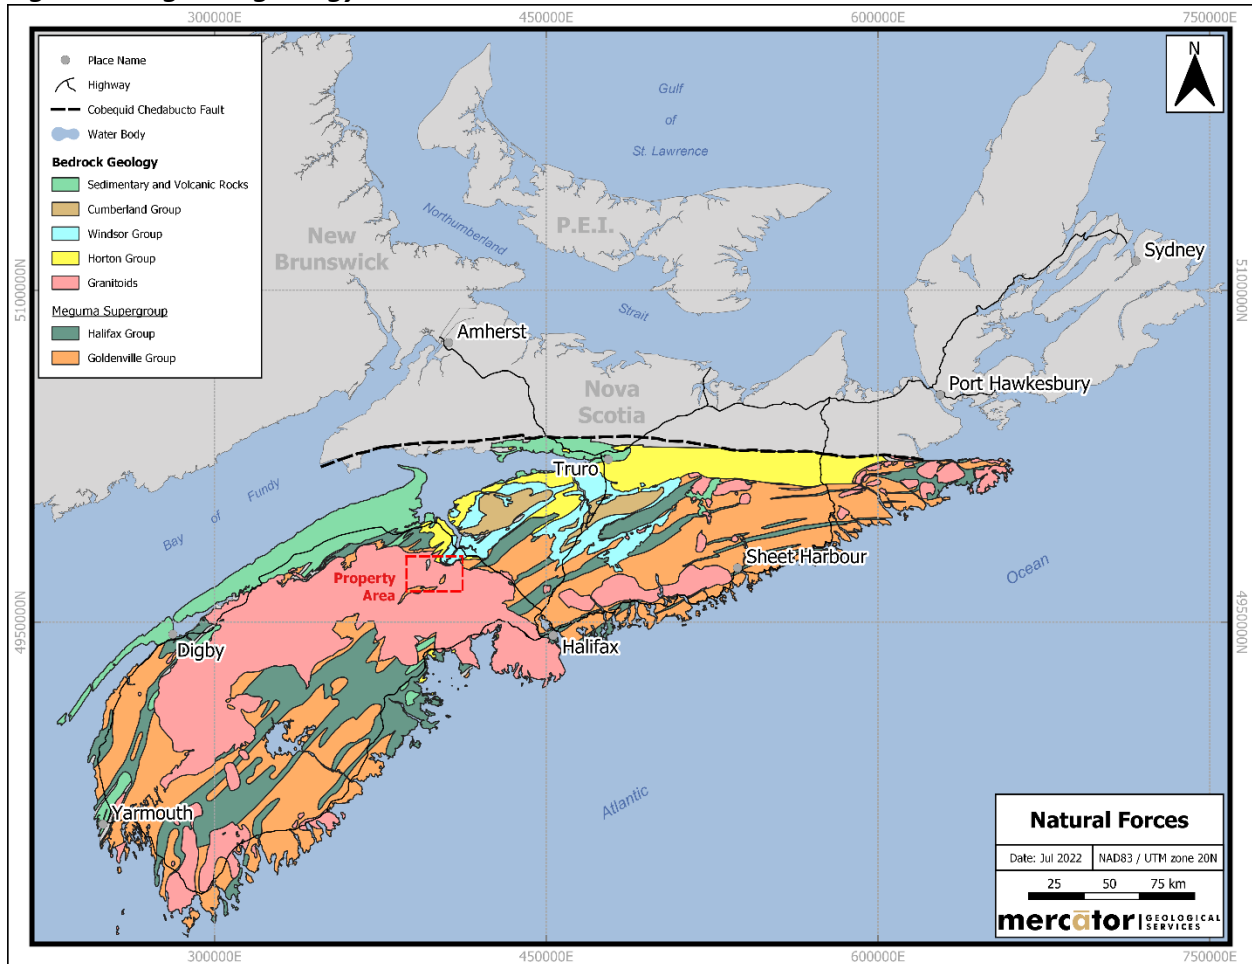 300000E
450000E
600000E
750000E
Place Name
Highway
Cobequid Chedabucto Fault
Water Body
Bedrock Geology
Sedimentary and Volcanic Rocks
Cumberland Group
Windsor Group
Horton Group
Granitoids
Meguma Supergroup
Halifax Group
Goldenville Group
N
Gulf
of
St. Lawrence
Northumberland
Strait
P.E.I.
New
Brunswick
Sydney
5100000N
5100000N
Amherst
Nova
Scotia
Port Hawkesbury
Truro
Bay
of
Fundy
Property
Area
Sheet Harbour
Ocean
4950000N
4950000N
Digby
Halifax
Atlantic
Yarmouth
Natural Forces
Date: Jul 2022
NAD83 / UTM zone 20N
25 50 75 km
mercātor GEOLOGICAL
SERVICES
300000E
450000E
600000E
750000E